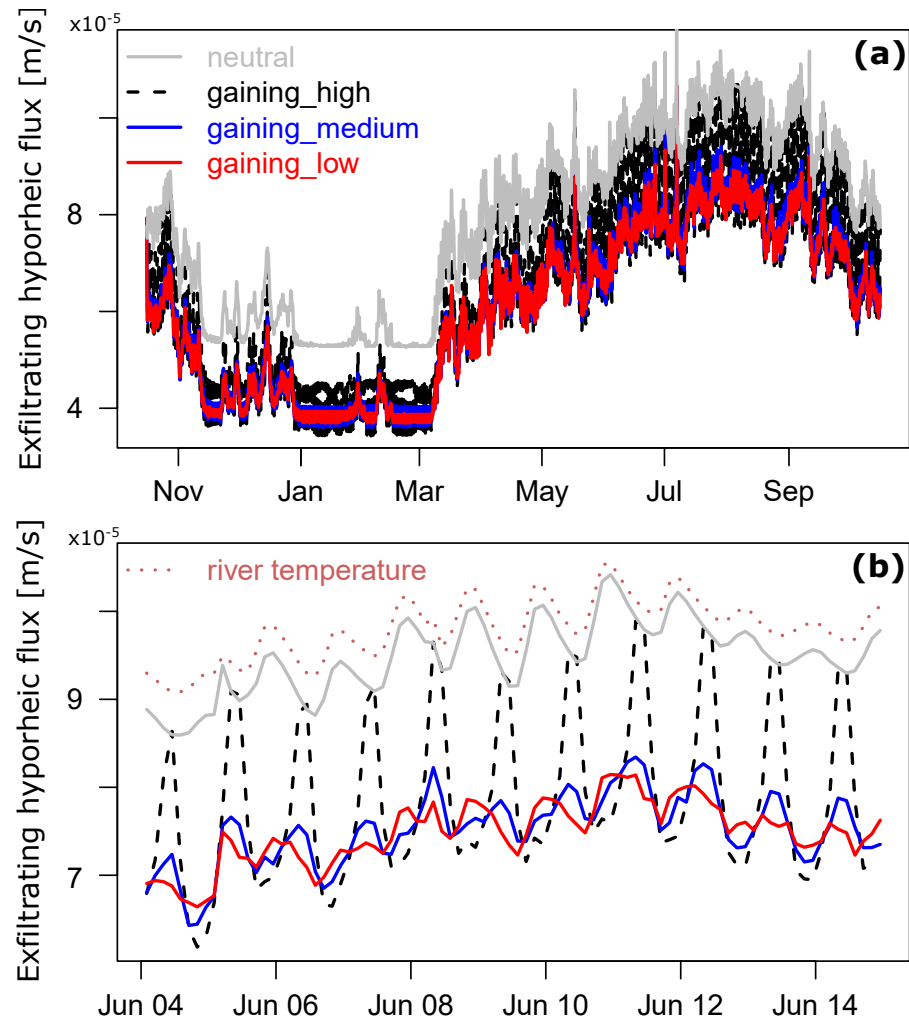 x10-5
(a)
neutral
gaining_high
gaining_medium
gaining_low
Exfiltrating hyporheic flux [m/s]
8
4
Nov Jan Mar May Jul Sep
x10-5
(b)
river temperature
Exfiltrating hyporheic flux [m/s]
9
7
Jun 04 Jun 06 Jun 08 Jun 10 Jun 12 Jun 14